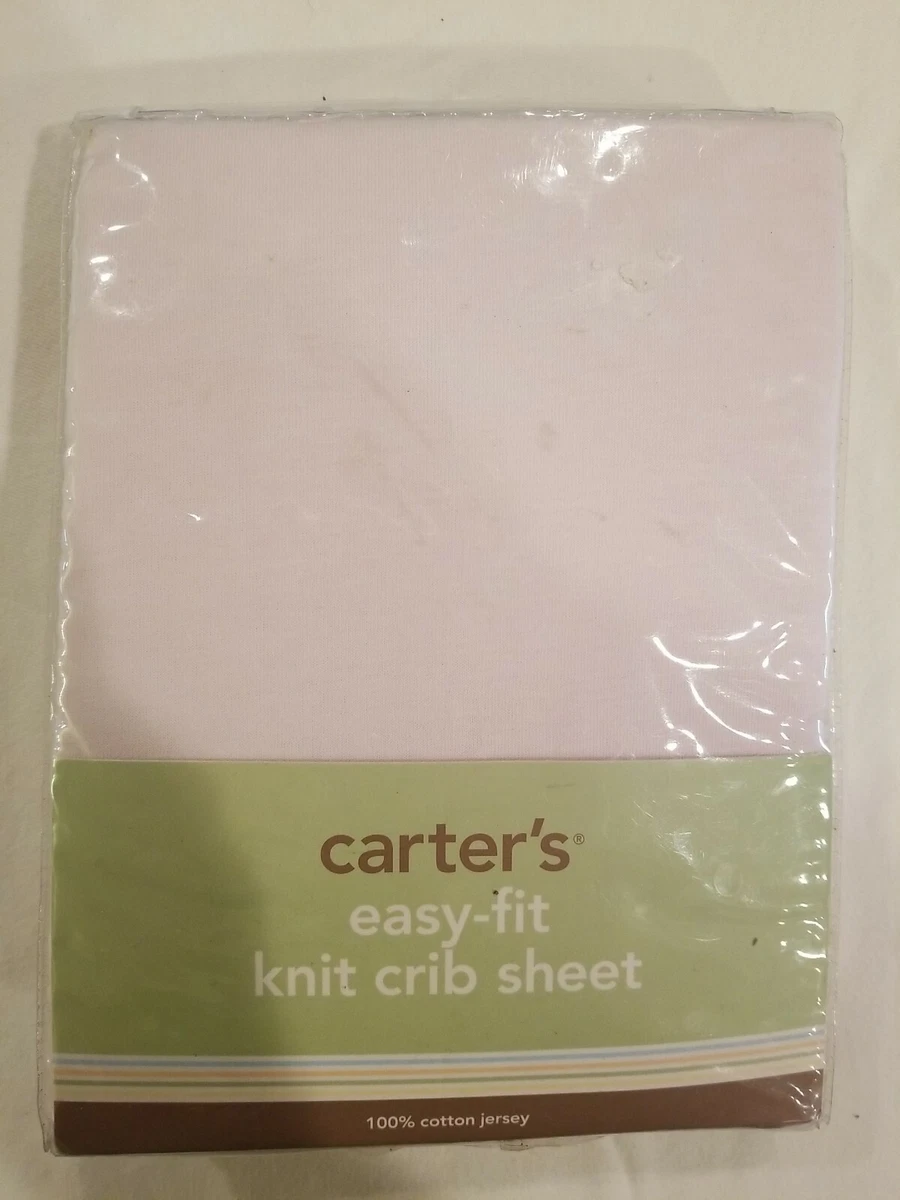 carter's®
easy-fit
knit crib sheet
100% cotton jersey